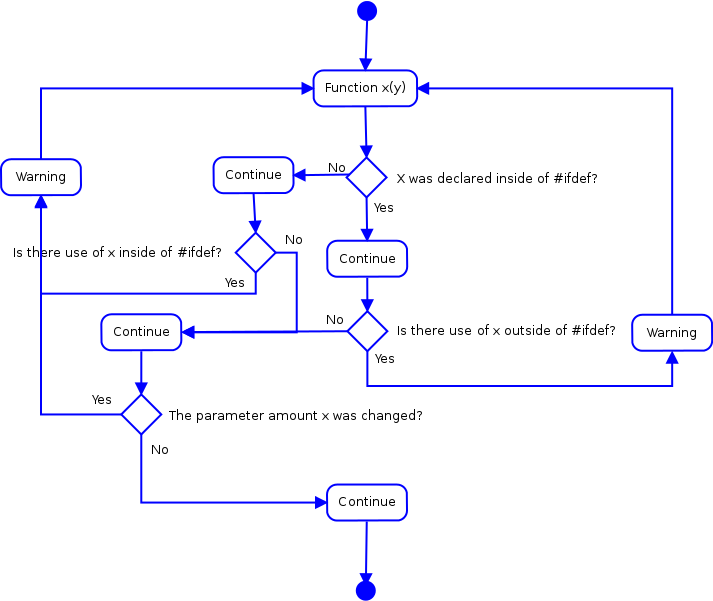 Function x(y)
No
Continue
Warning
X was declared inside of #ifdef?
Yes
No
Is there use of x inside of #ifdef?
Continue
Yes
No
Continue
Is there use of x outside of #ifdef?
Warning
Yes
Yes
The parameter amount x was changed?
No
Continue